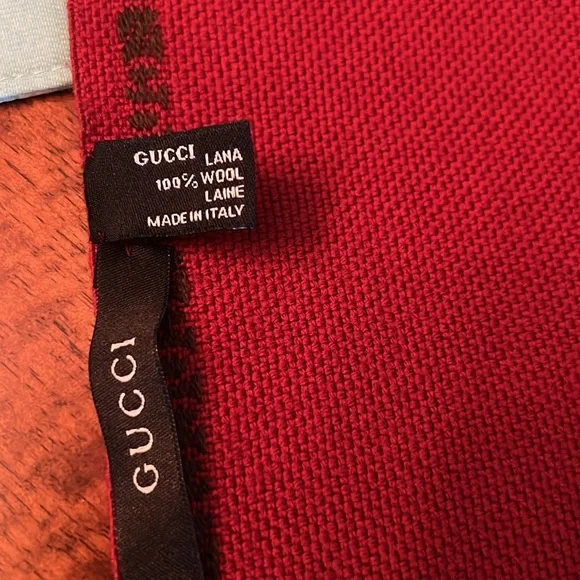 GUCCI LANA
100% WOOL
LAINE
MADE IN ITALY
GUCCI